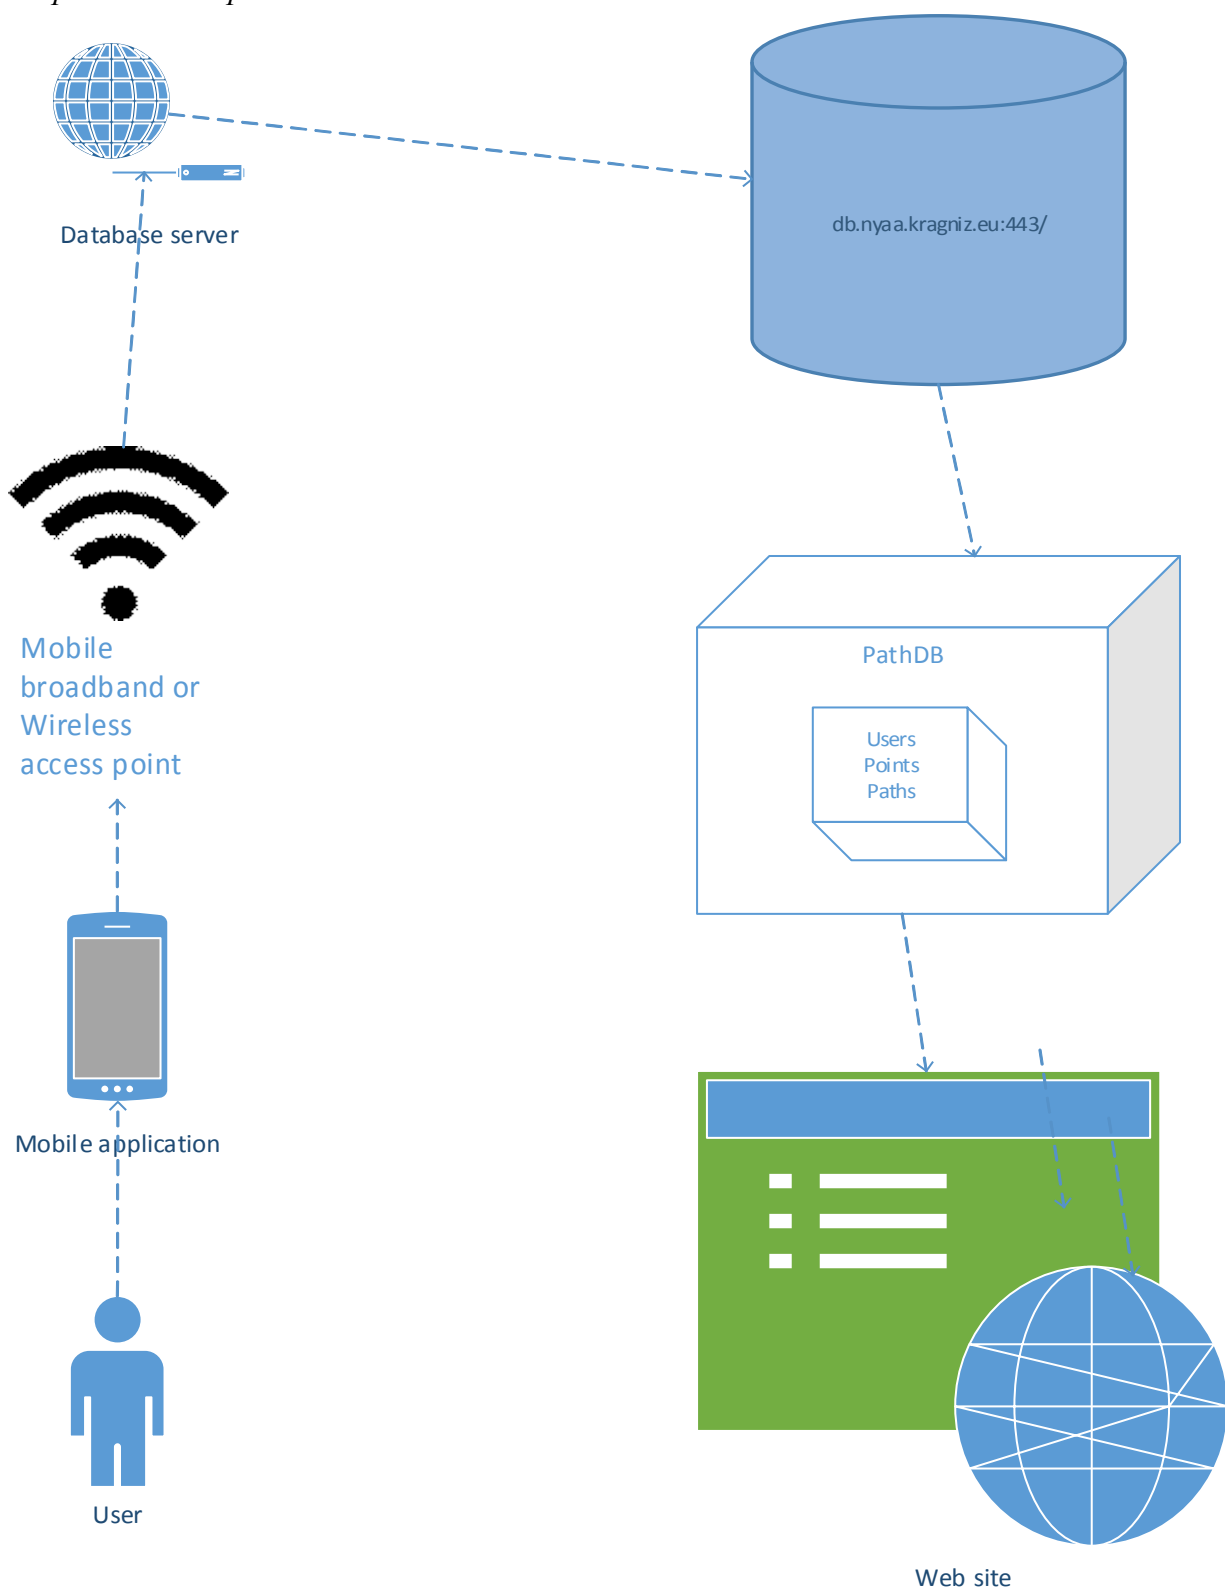 Database server
db.nyaa.kragniz.eu:443/
Mobile
broadband or
Wireless
access point
PathDB
Users
Points
Paths
Mobile application
User
Web site